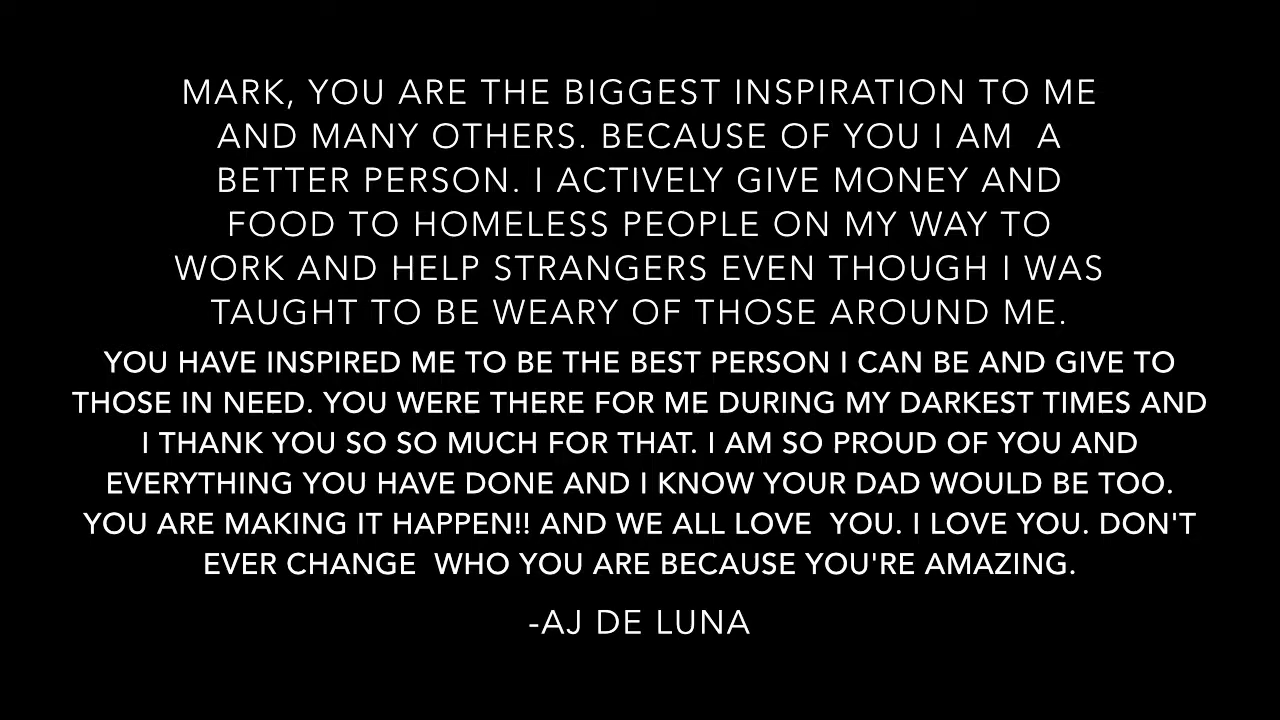 MARK, YOU ARE THE BIGGEST INSPIRATION TO ME
AND MANY OTHERS. BECAUSE OF YOU I AM  A
BETTER PERSON. I ACTIVELY GIVE MONEY AND
FOOD TO HOMELESS PEOPLE ON MY WAY TO
WORK AND HELP STRANGERS EVEN THOUGH I WAS
TAUGHT TO BE WEARY OF THOSE AROUND ME.
YOU HAVE INSPIRED ME TO BE THE BEST PERSON I CAN BE AND GIVE TO
THOSE IN NEED. YOU WERE THERE FOR ME DURING MY DARKEST TIMES AND
I THANK YOU SO SO MUCH FOR THAT. I AM SO PROUD OF YOU AND
EVERYTHING YOU HAVE DONE AND I KNOW YOUR DAD WOULD BE TOO.
YOU ARE MAKING IT HAPPEN!! AND WE ALL LOVE  YOU. I LOVE YOU. DON'T
EVER CHANGE  WHO YOU ARE BECAUSE YOU'RE AMAZING.
-AJ DE LUNA